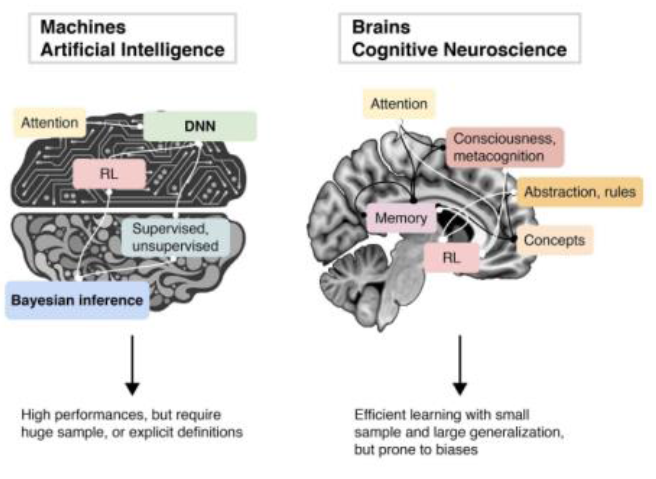 Machines
Artificial Intelligence
Attention
DNN
RL
Supervised,
unsupervised
Bayesian inference
High performances, but require
huge sample, or explicit definitions
Brains
Cognitive Neuroscience
Attention
Consciousness,
metacognition
Abstraction, rules
Memory
Concepts
RL
Efficient learning with small
sample and large generalization,
but prone to biases